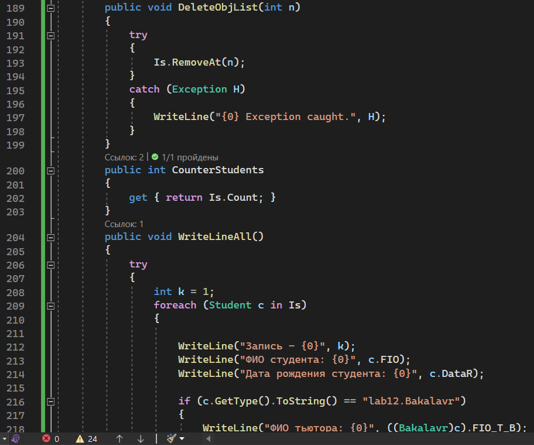 189 public void DeleteObjList(int n)
190 {
191 try
192 {
193 Is.RemoveAt(n);
194 }
195 catch (Exception H)
196 {
197 WriteLine("{0} Exception caught.", H);
198 }
199 }
Ссылок: 2 | 1/1 пройдены
200 public int CounterStudents
201 {
202 get { return Is.Count; }
203 }
Ссылок: 1
204 public void WriteLineAll()
205 {
206 try
207 {
208 int k = 1;
209 foreach (Student c in Is)
210 {
211
212 WriteLine("Запись - {0}", k);
213 WriteLine("ФИО студента: {0}", c.FIO);
214 WriteLine("Дата рождения студента: {0}", c.DataR);
215
216 if (c.GetType().ToString() == "lab12.Bakalavr")
217 {
218 WriteLine("ФИО тьютора: {0}", ((Bakalavr)c).FIO_T_B);
0 24